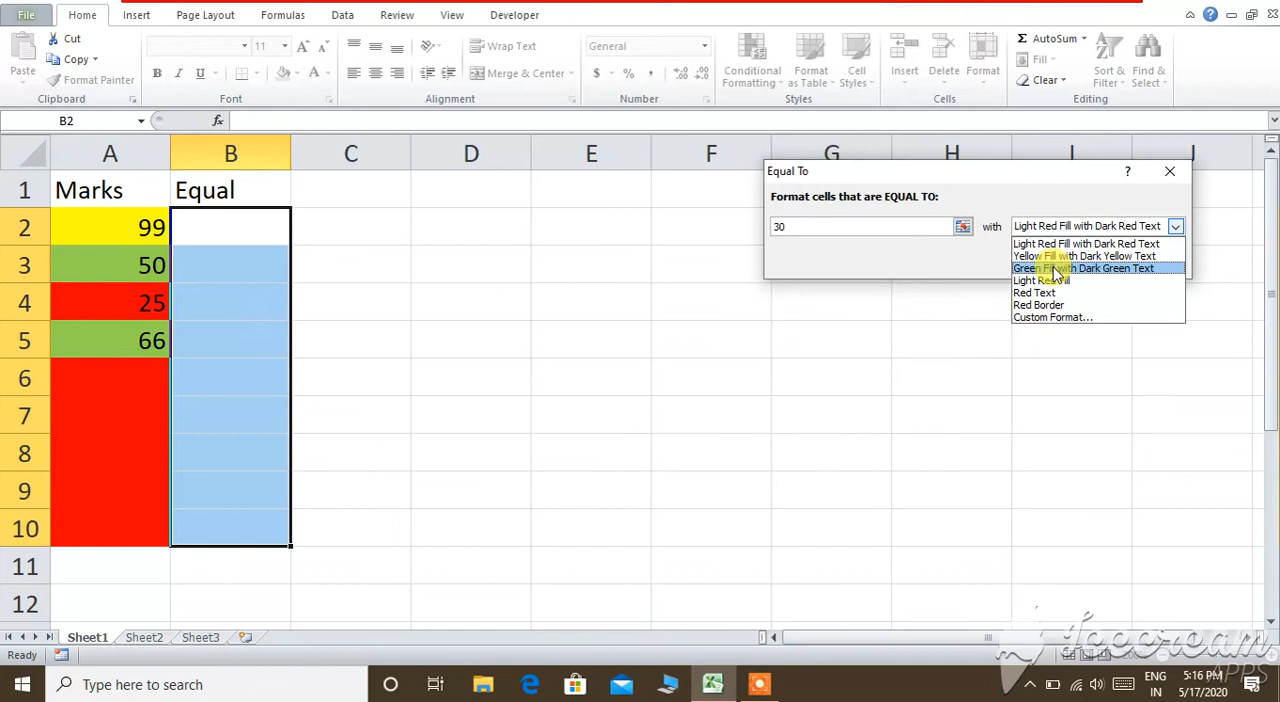 File Home Insert Page Layout Formulas Data Review View Developer
Cut
Copy
Format Painter
Paste
Clipboard
11
B I U
Font
Wrap Text
Merge & Center
Alignment
General
$ % ,
Number
Conditional Formatting
Format as Table
Cell Styles
Styles
Insert Delete Format
Cells
AutoSum
Fill
Clear
Sort & Filter
Find & Select
Editing
B2 fx
A B C D E F G H I J
1 Marks Equal
2 99
3 50
4 25
5 66
6
7
8
9
10
11
12
Equal To ?
Format cells that are EQUAL TO:
30 with Light Red Fill with Dark Red Text
Light Red Fill with Dark Red Text
Yellow Fill with Dark Yellow Text
Green Fill with Dark Green Text
Light Red Fill
Red Text
Red Border
Custom Format...
Sheet1 Sheet2 Sheet3
Ready
Icecream
APPS
Type here to search
ENG
IN
5:16 PM
5/17/2020